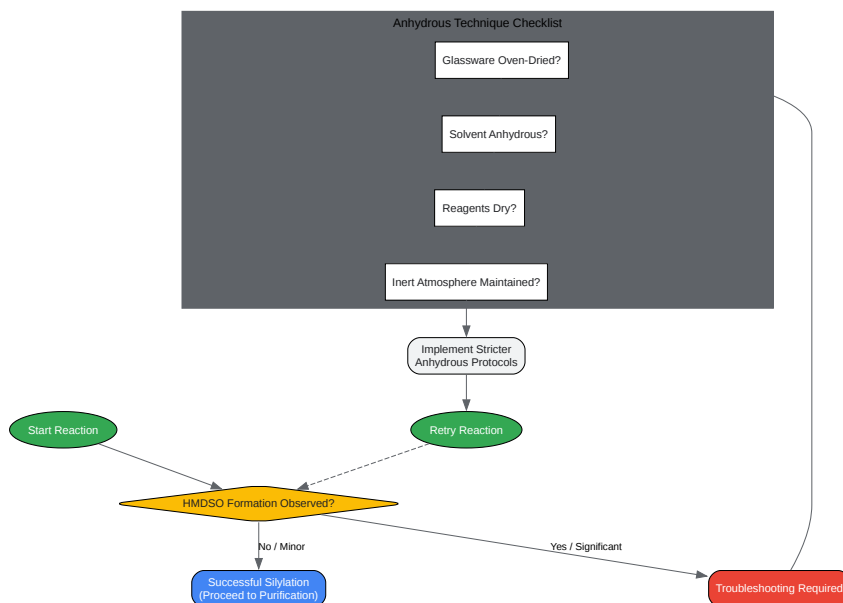 Anhydrous Technique Checklist
Glassware Oven-Dried?
Solvent Anhydrous?
Reagents Dry?
Inert Atmosphere Maintained?
Implement Stricter
Anhydrous Protocols
Start Reaction
Retry Reaction
HMDSO Formation Observed?
No / Minor
Yes / Significant
Successful Silylation
(Proceed to Purification)
Troubleshooting Required